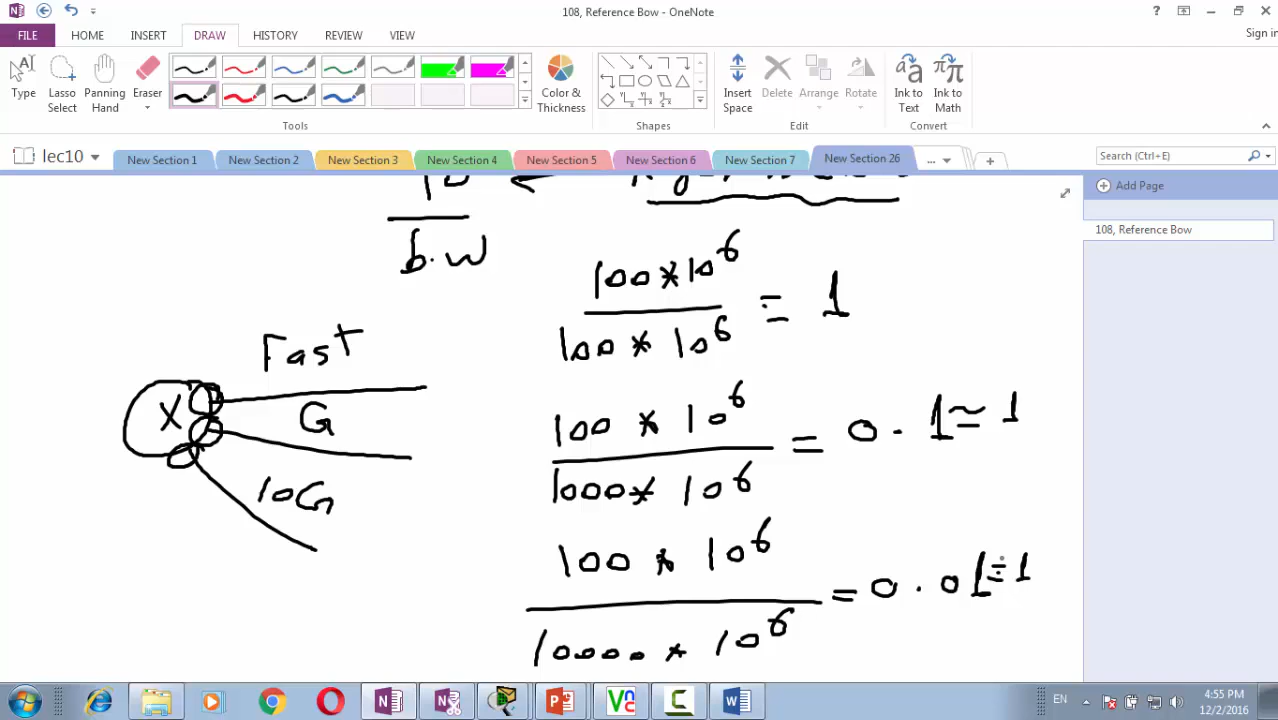 108, Reference Bow - OneNote
? Sign in
FILE HOME INSERT DRAW HISTORY REVIEW VIEW
Type Lasso Select Panning Hand Eraser Color & Thickness Insert Space Delete Arrange Rotate Ink to Text Ink to Math
Tools Shapes Edit Convert
lec10 New Section 1 New Section 2 New Section 3 New Section 4 New Section 5 New Section 6 New Section 7 New Section 26 ... Search (Ctrl+E)
Add Page
108, Reference Bow
b.w
100*10^6
100*10^6
= 1
Fast
X
G
10G
100*10^6
1000*10^6
= 0.1≃1
100*10^6
10000*10^6
= 0.01≡1
EN 4:55 PM
12/2/2016